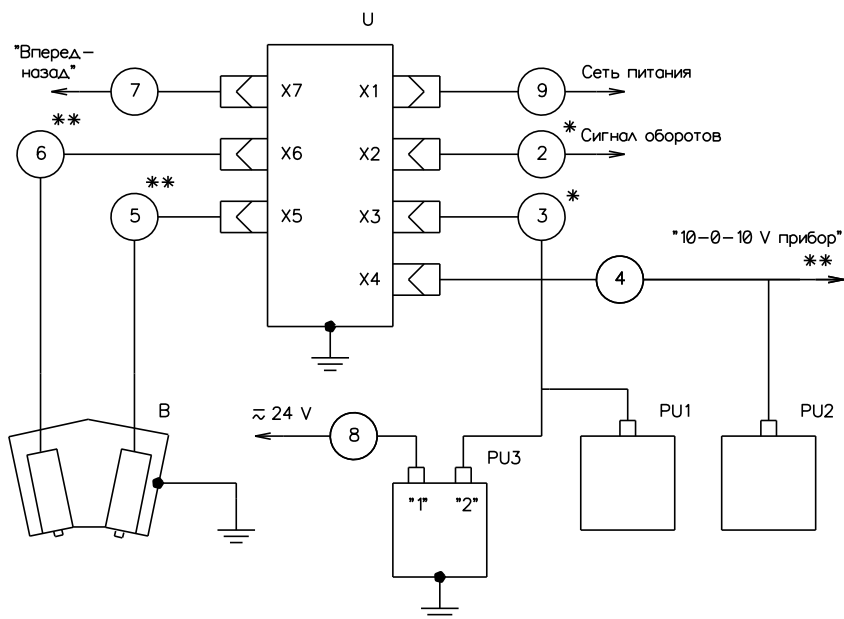 U
"Вперед-
назад"
7
X7
X1
9
Сеть питания
**
6
X6
X2
2
*
Сигнал оборотов
**
5
X5
X3
3
*
"10-0-10 V прибор"
**
X4
4
B
≂ 24 V
8
PU1
PU2
PU3
"1"
"2"